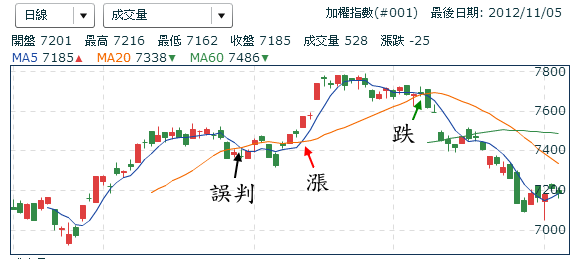 日線 成交量 加權指數(#001) 最後日期: 2012/11/05
開盤 7201 最高 7216 最低 7162 收盤 7185 成交量 528 漲跌 -25
MA5 7185▲ MA20 7338▼ MA60 7486▼
7800
7600
跌
7400
誤判
漲
7200
7000